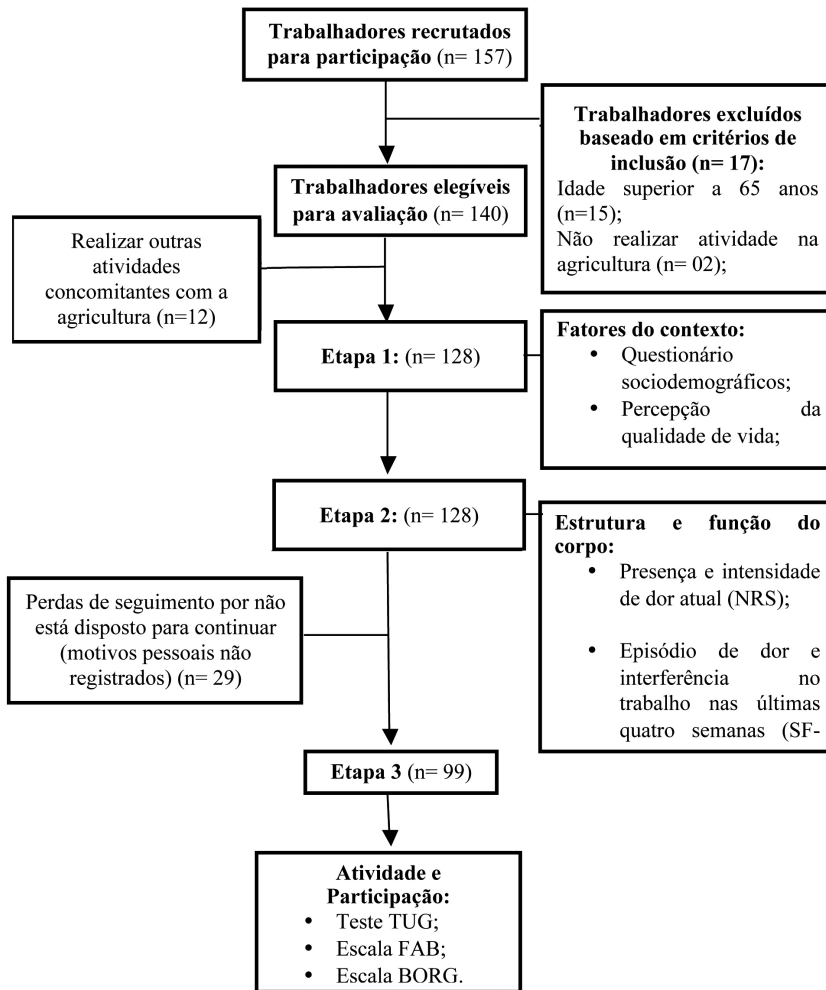 Trabalhadores recrutados
para participação (n= 157)
Trabalhadores excluídos
baseado em critérios de
inclusão (n= 17):
Idade superior a 65 anos
(n=15);
Não realizar atividade na
agricultura (n= 02);
Trabalhadores elegíveis
para avaliação (n= 140)
Realizar outras
atividades
concomitantes com a
agricultura (n=12)
Etapa 1: (n= 128)
Fatores do contexto:
• Questionário
sociodemográficos;
• Percepção da
qualidade de vida;
Etapa 2: (n= 128)
Estrutura e função do
corpo:
• Presença e intensidade
de dor atual (NRS);
• Episódio de dor e
interferência no
trabalho nas últimas
quatro semanas (SF-
Perdas de seguimento por não
está disposto para continuar
(motivos pessoais não
registrados) (n= 29)
Etapa 3 (n= 99)
Atividade e
Participação:
• Teste TUG;
• Escala FAB;
• Escala BORG.